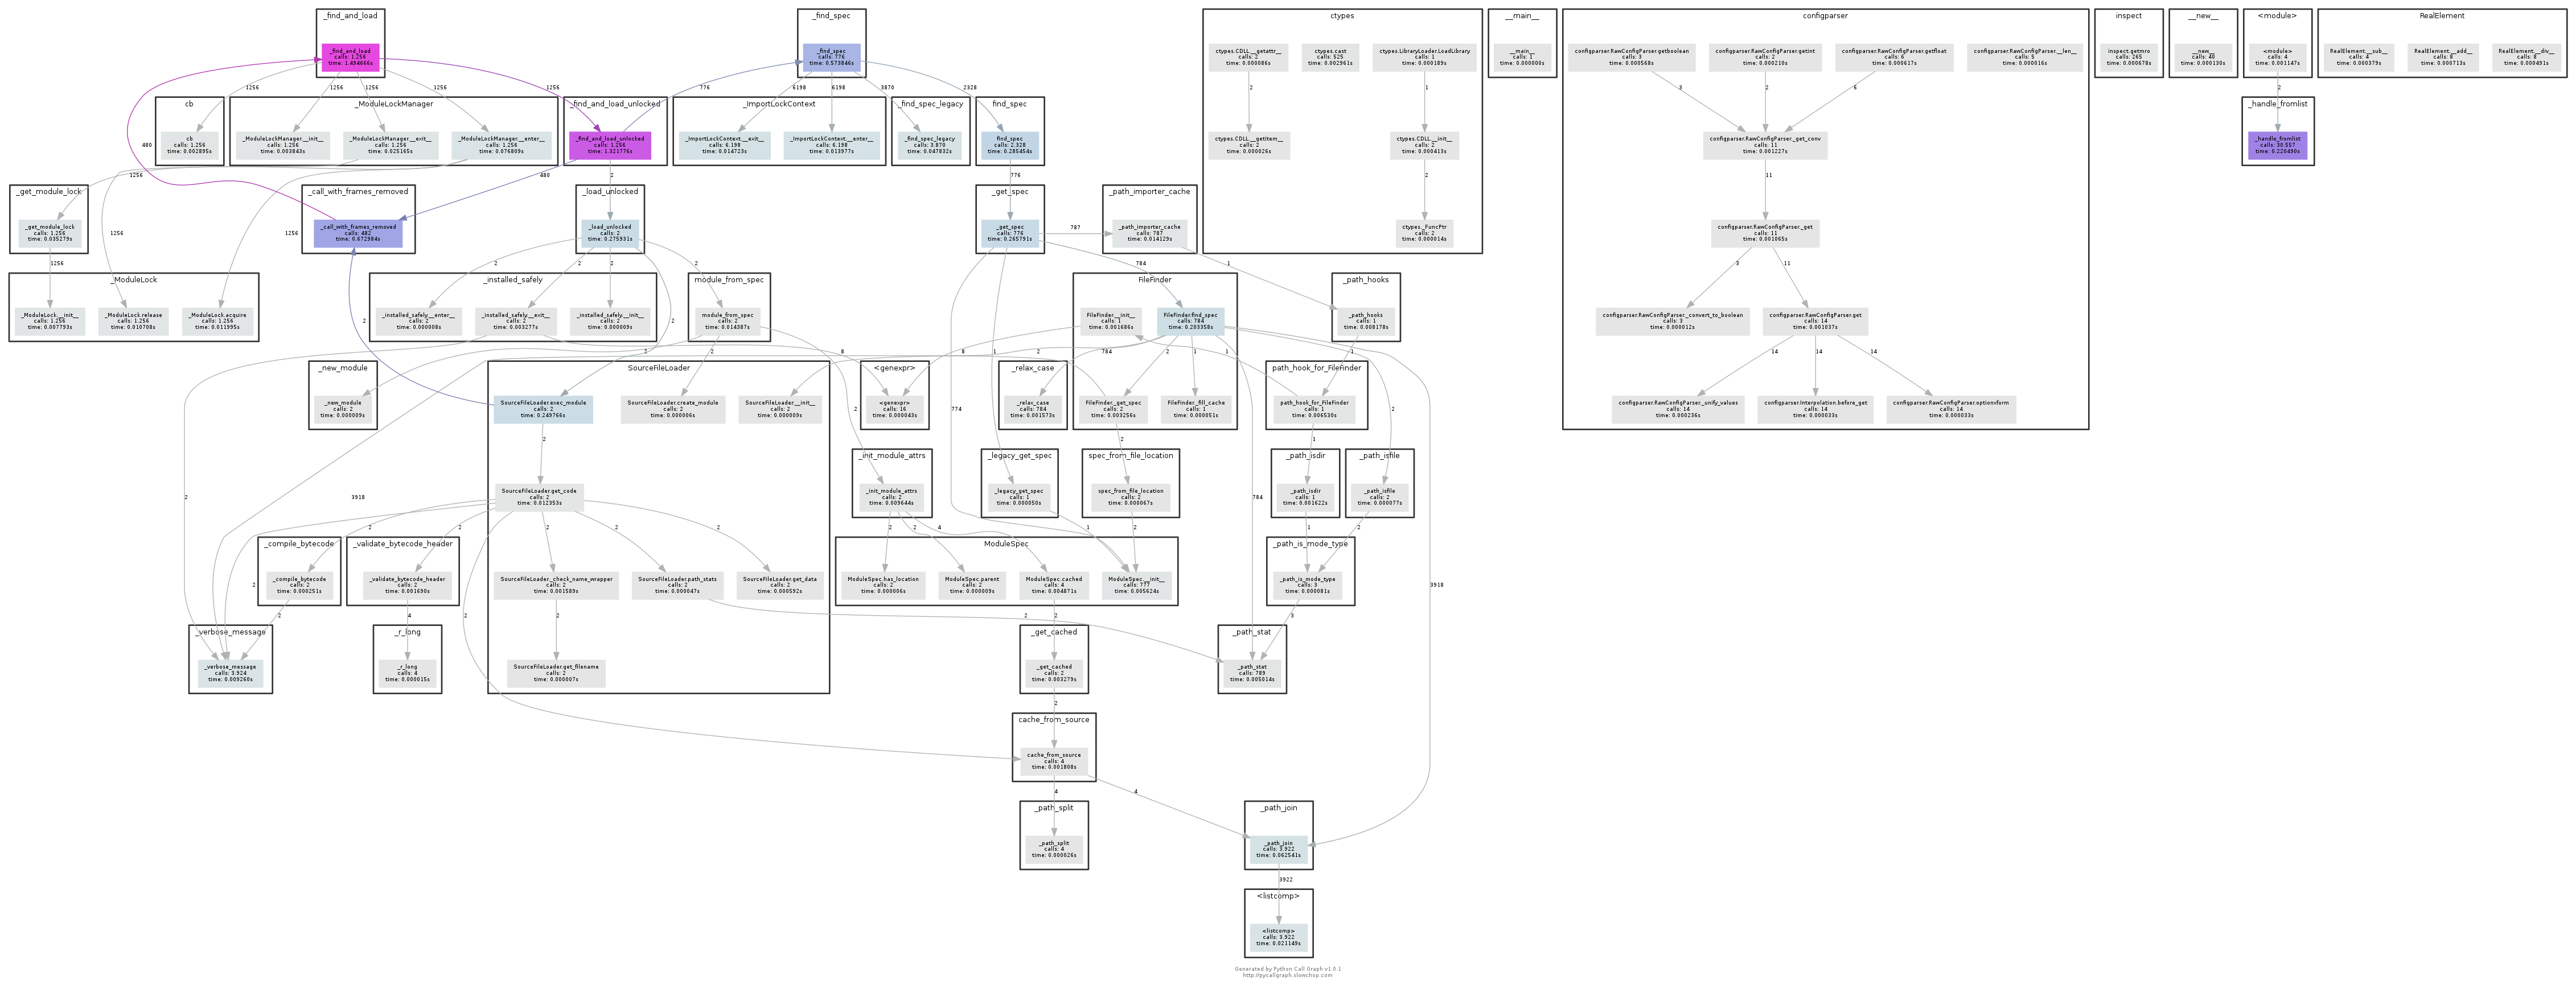 _find_and_load
_find_and_load
calls: 1.256
time: 1.494666s
_find_spec
_find_spec
calls: 776
time: 0.573846s
ctypes
ctypes.CDLL.__getattr__
calls: 2
time: 0.000086s
ctypes.cast
calls: 525
time: 0.002961s
ctypes.LibraryLoader.LoadLibrary
calls: 1
time: 0.000189s
2
1
ctypes.CDLL.__getitem__
calls: 2
time: 0.000026s
ctypes.CDLL.__init__
calls: 2
time: 0.000413s
2
ctypes._FuncPtr
calls: 2
time: 0.000014s
__main__
__main__
calls: 1
time: 0.000000s
configparser
configparser.RawConfigParser.getboolean
calls: 3
time: 0.000568s
configparser.RawConfigParser.getint
calls: 2
time: 0.000210s
configparser.RawConfigParser.getfloat
calls: 6
time: 0.000617s
configparser.RawConfigParser.__len__
calls: 5
time: 0.000016s
3
2
6
configparser.RawConfigParser._get_conv
calls: 11
time: 0.001227s
11
configparser.RawConfigParser._get
calls: 11
time: 0.001065s
3
11
configparser.RawConfigParser._convert_to_boolean
calls: 3
time: 0.000012s
configparser.RawConfigParser.get
calls: 14
time: 0.001037s
14
14
14
configparser.RawConfigParser._unify_values
calls: 14
time: 0.000236s
configparser.Interpolation.before_get
calls: 14
time: 0.000033s
configparser.RawConfigParser.optionxform
calls: 14
time: 0.000033s
inspect
inspect.getmro
calls: 265
time: 0.000678s
__new__
__new__
calls: 40
time: 0.000130s
<module>
<module>
calls: 4
time: 0.001147s
2
_handle_fromlist
_handle_fromlist
calls: 30.557
time: 0.220490s
RealElement
RealElement.__sub__
calls: 4
time: 0.000379s
RealElement.__add__
calls: 8
time: 0.000713s
RealElement.__div__
calls: 8
time: 0.000491s
1256
1256
1256
1256
1256
776
6198
6198
3870
2328
480
cb
cb
calls: 1.256
time: 0.002895s
_ModuleLockManager
_ModuleLockManager.__init__
calls: 1.256
time: 0.003843s
_ModuleLockManager.__exit__
calls: 1.256
time: 0.025165s
_ModuleLockManager.__enter__
calls: 1.256
time: 0.076809s
_find_and_load_unlocked
_find_and_load_unlocked
calls: 1.256
time: 1.321776s
_ImportLockContext
_ImportLockContext.__exit__
calls: 6.198
time: 0.014723s
_ImportLockContext.__enter__
calls: 6.198
time: 0.013977s
_find_spec_legacy
_find_spec_legacy
calls: 3.870
time: 0.047832s
find_spec
find_spec
calls: 2.328
time: 0.285454s
1256
480
2
776
_get_module_lock
_get_module_lock
calls: 1.256
time: 0.035279s
_call_with_frames_removed
_call_with_frames_removed
calls: 482
time: 0.672984s
_load_unlocked
_load_unlocked
calls: 2
time: 0.275931s
_get_spec
_get_spec
calls: 776
time: 0.265791s
787
_path_importer_cache
_path_importer_cache
calls: 787
time: 0.014129s
1256
1256
1256
2
2
2
2
784
1
_ModuleLock
_ModuleLock.__init__
calls: 1.256
time: 0.007793s
_ModuleLock.release
calls: 1.256
time: 0.010708s
_ModuleLock.acquire
calls: 1.256
time: 0.011995s
_installed_safely
_installed_safely.__enter__
calls: 2
time: 0.000008s
_installed_safely.__exit__
calls: 2
time: 0.003277s
_installed_safely.__init__
calls: 2
time: 0.000009s
module_from_spec
module_from_spec
calls: 2
time: 0.014387s
FileFinder
FileFinder.__init__
calls: 1
time: 0.001686s
FileFinder.find_spec
calls: 784
time: 0.203358s
_path_hooks
_path_hooks
calls: 1
time: 0.008178s
2
2
2
2
8
8
1
2
784
2
1
1
1
_new_module
_new_module
calls: 2
time: 0.000009s
SourceFileLoader
SourceFileLoader.exec_module
calls: 2
time: 0.249766s
SourceFileLoader.create_module
calls: 2
time: 0.000006s
SourceFileLoader.__init__
calls: 2
time: 0.000009s
<genexpr>
<genexpr>
calls: 16
time: 0.000043s
_relax_case
_relax_case
calls: 784
time: 0.001573s
FileFinder._get_spec
calls: 2
time: 0.003256s
FileFinder._fill_cache
calls: 1
time: 0.000051s
path_hook_for_FileFinder
path_hook_for_FileFinder
calls: 1
time: 0.006530s
2
2
774
2
2
1
_init_module_attrs
_init_module_attrs
calls: 2
time: 0.009644s
_legacy_get_spec
_legacy_get_spec
calls: 1
time: 0.000050s
spec_from_file_location
spec_from_file_location
calls: 2
time: 0.000067s
_path_isdir
_path_isdir
calls: 1
time: 0.001622s
_path_isfile
_path_isfile
calls: 2
time: 0.000077s
SourceFileLoader.get_code
calls: 2
time: 0.012353s
2
3918
784
2
2
2
2
2
2
2
4
1
2
1
2
_compile_bytecode
_compile_bytecode
calls: 2
time: 0.000251s
_validate_bytecode_header
_validate_bytecode_header
calls: 2
time: 0.001690s
SourceFileLoader._check_name_wrapper
calls: 2
time: 0.001589s
SourceFileLoader.path_stats
calls: 2
time: 0.000047s
SourceFileLoader.get_data
calls: 2
time: 0.000592s
ModuleSpec
ModuleSpec.has_location
calls: 2
time: 0.000006s
ModuleSpec.parent
calls: 2
time: 0.000009s
ModuleSpec.cached
calls: 4
time: 0.004871s
ModuleSpec.__init__
calls: 777
time: 0.005624s
_path_is_mode_type
_path_is_mode_type
calls: 3
time: 0.000081s
2
3918
2
4
2
2
2
2
3
_verbose_message
_verbose_message
calls: 3.924
time: 0.009260s
_r_long
_r_long
calls: 4
time: 0.000015s
SourceFileLoader.get_filename
calls: 2
time: 0.000007s
_get_cached
_get_cached
calls: 2
time: 0.003279s
_path_stat
_path_stat
calls: 789
time: 0.005014s
2
cache_from_source
cache_from_source
calls: 4
time: 0.001808s
4
4
_path_split
_path_split
calls: 4
time: 0.000026s
_path_join
_path_join
calls: 3.922
time: 0.062541s
3922
<listcomp>
<listcomp>
calls: 3.922
time: 0.021149s
Generated by Python Call Graph v1.0.1
http://pycallgraph.slowchop.com